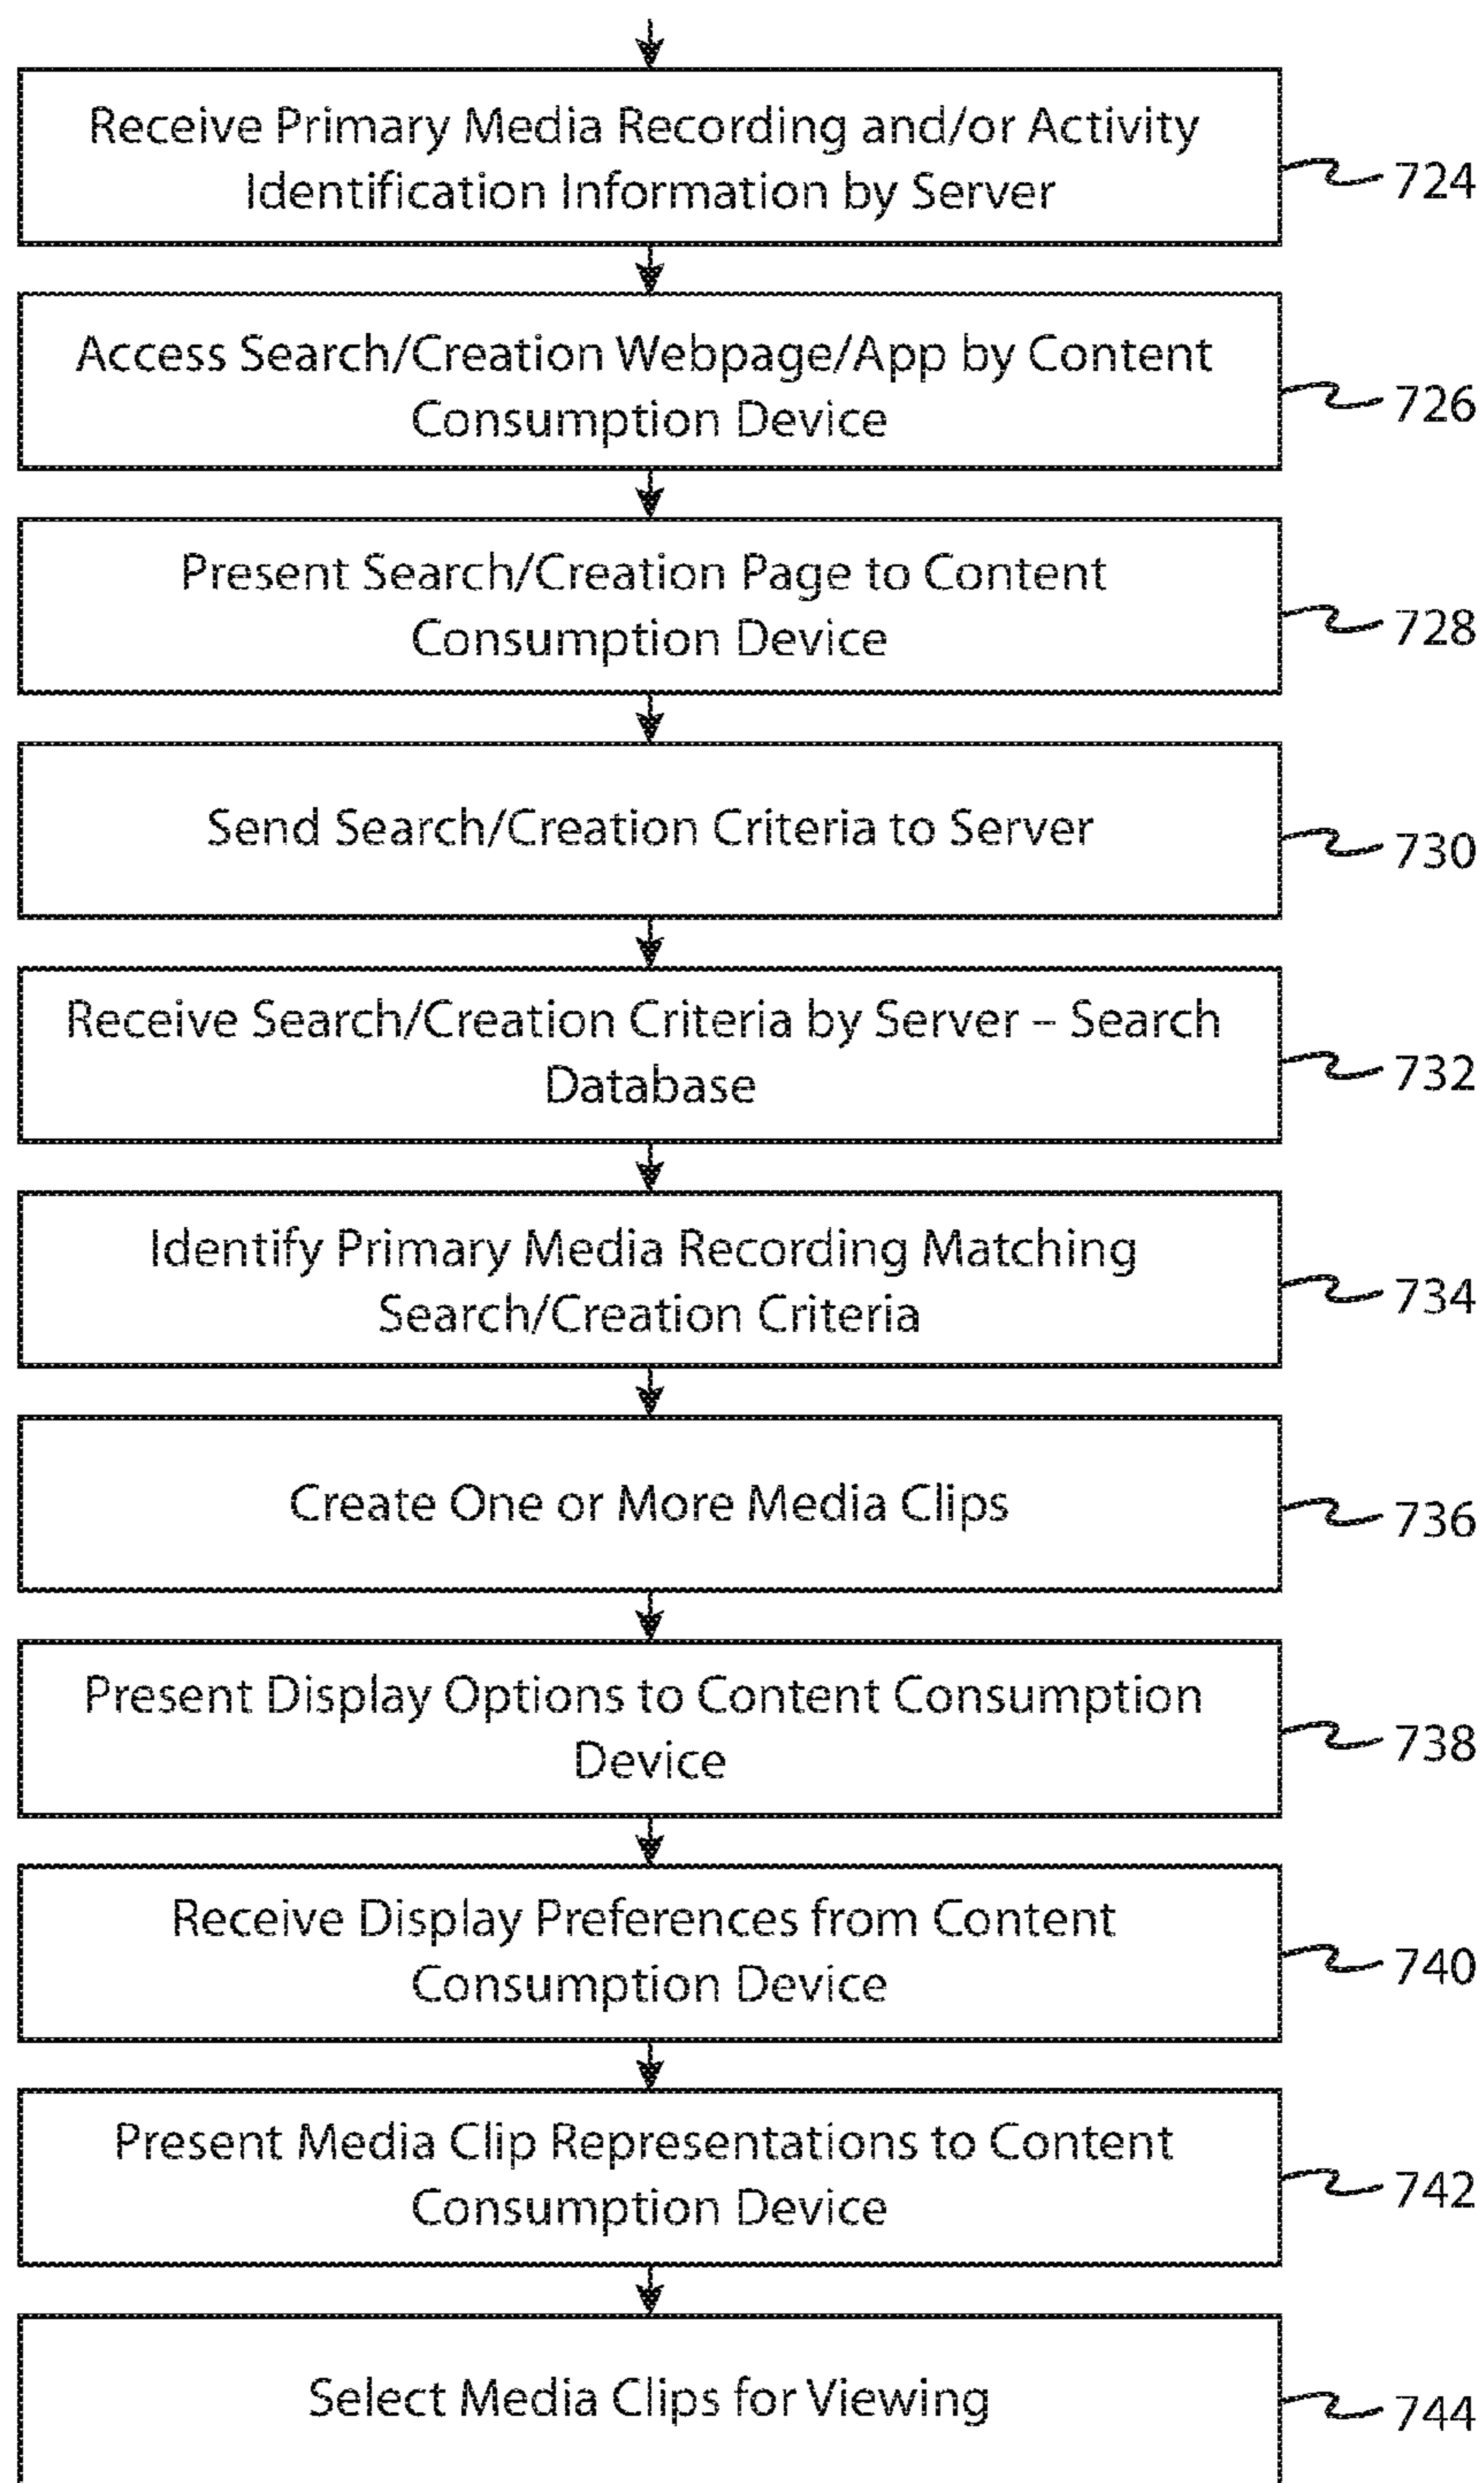 Receive Primary Media Recording and/or Activity
Identification Information by Server
724
Access Search/Creation Webpage/App by Content
Consumption Device
726
Present Search/Creation Page to Content
Consumption Device
728
Send Search/Creation Criteria to Server
730
Receive Search/Creation Criteria by Server – Search
Database
732
Identify Primary Media Recording Matching
Search/Creation Criteria
734
Create One or More Media Clips
736
Present Display Options to Content Consumption
Device
738
Receive Display Preferences from Content
Consumption Device
740
Present Media Clip Representations to Content
Consumption Device
742
Select Media Clips for Viewing
744